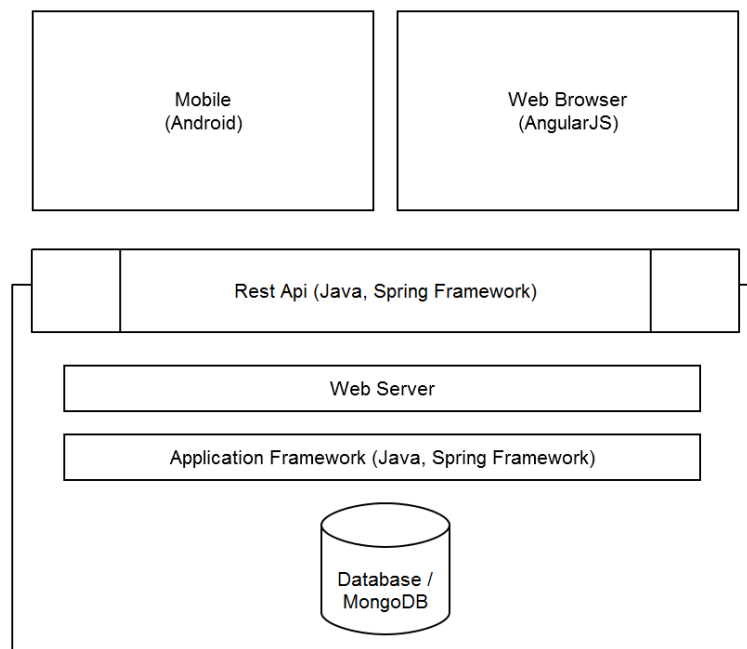 Mobile
(Android)
Web Browser
(AngularJS)
Rest Api (Java, Spring Framework)
Web Server
Application Framework (Java, Spring Framework)
Database /
MongoDB